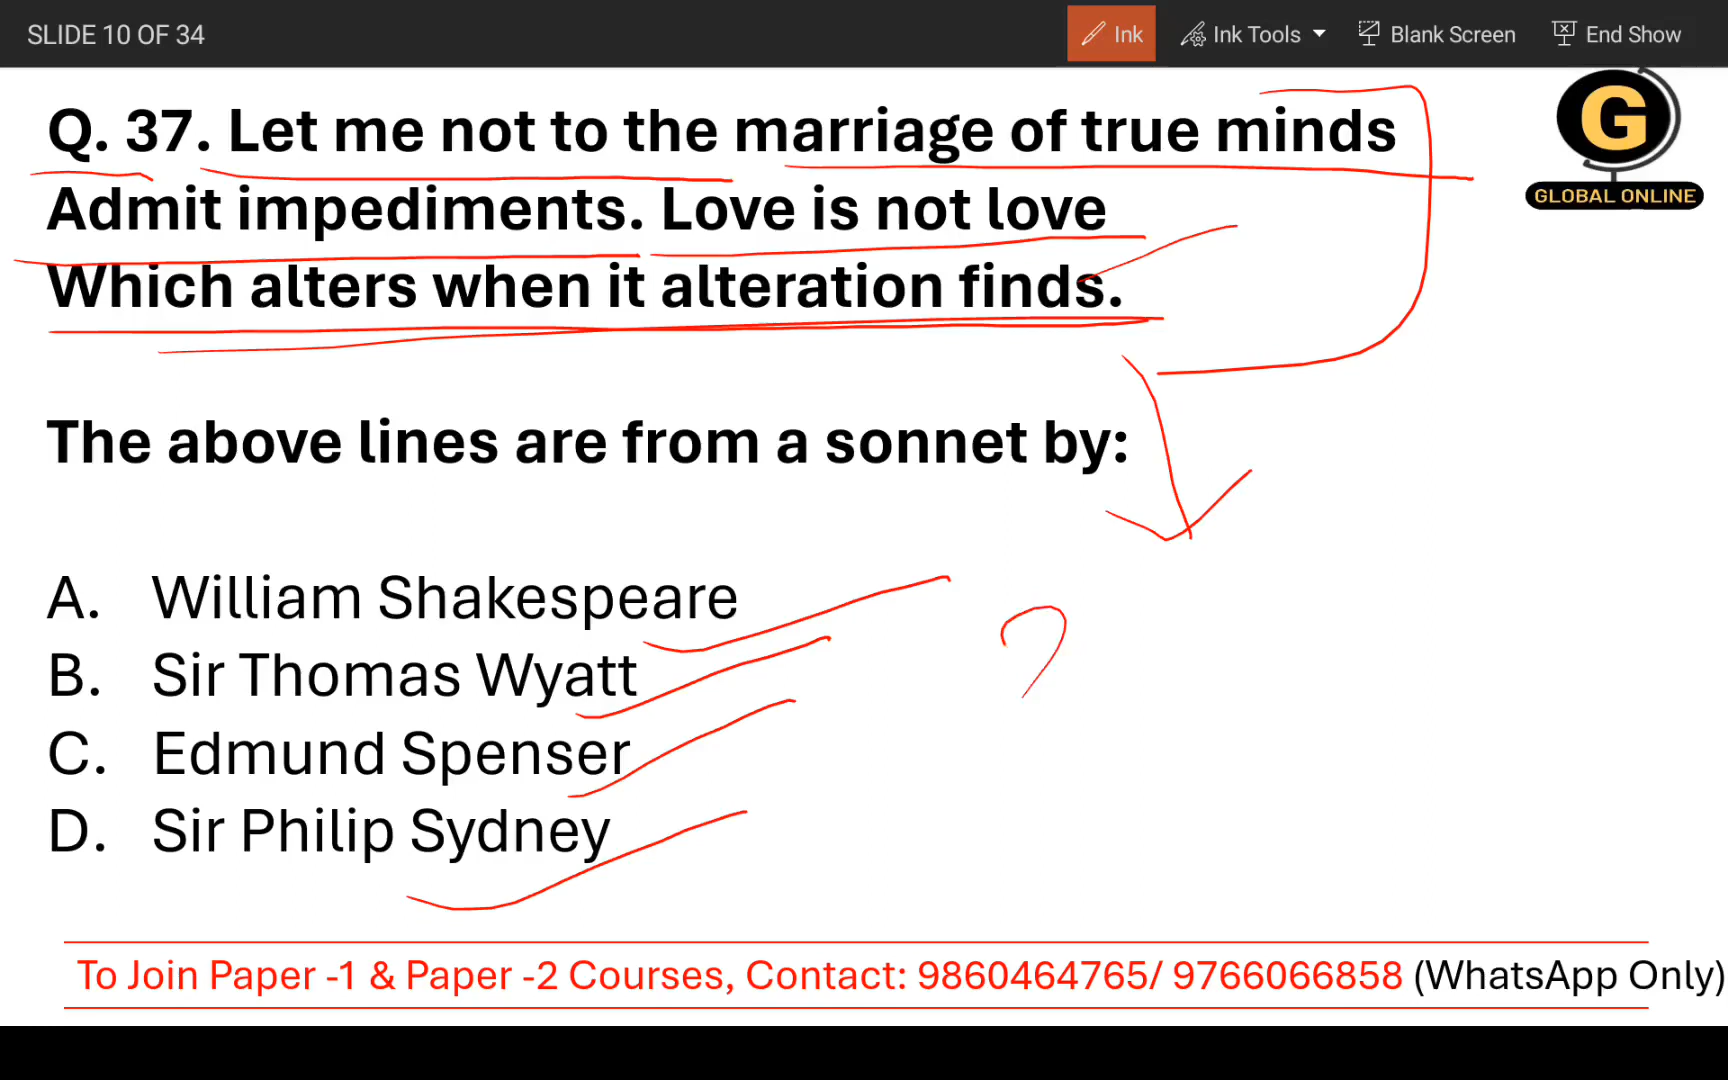 SLIDE 10 OF 34
Ink
Ink Tools
Blank Screen
End Show
G
GLOBAL ONLINE
Q. 37. Let me not to the marriage of true minds
Admit impediments. Love is not love
Which alters when it alteration finds.
The above lines are from a sonnet by:
A. William Shakespeare
B. Sir Thomas Wyatt
C. Edmund Spenser
D. Sir Philip Sydney
To Join Paper -1 & Paper -2 Courses, Contact: 9860464765/ 9766066858 (WhatsApp Only)